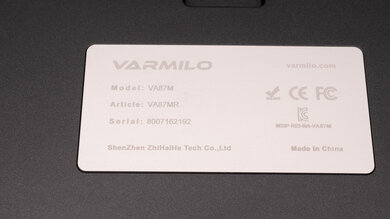 VARMILO varmilo.com
Model: VA87M
Article: VA87MR
Serial: 8007162192
CE FC
ShenZhen ZhiHaiHe Tech Co.,Ltd Made in China